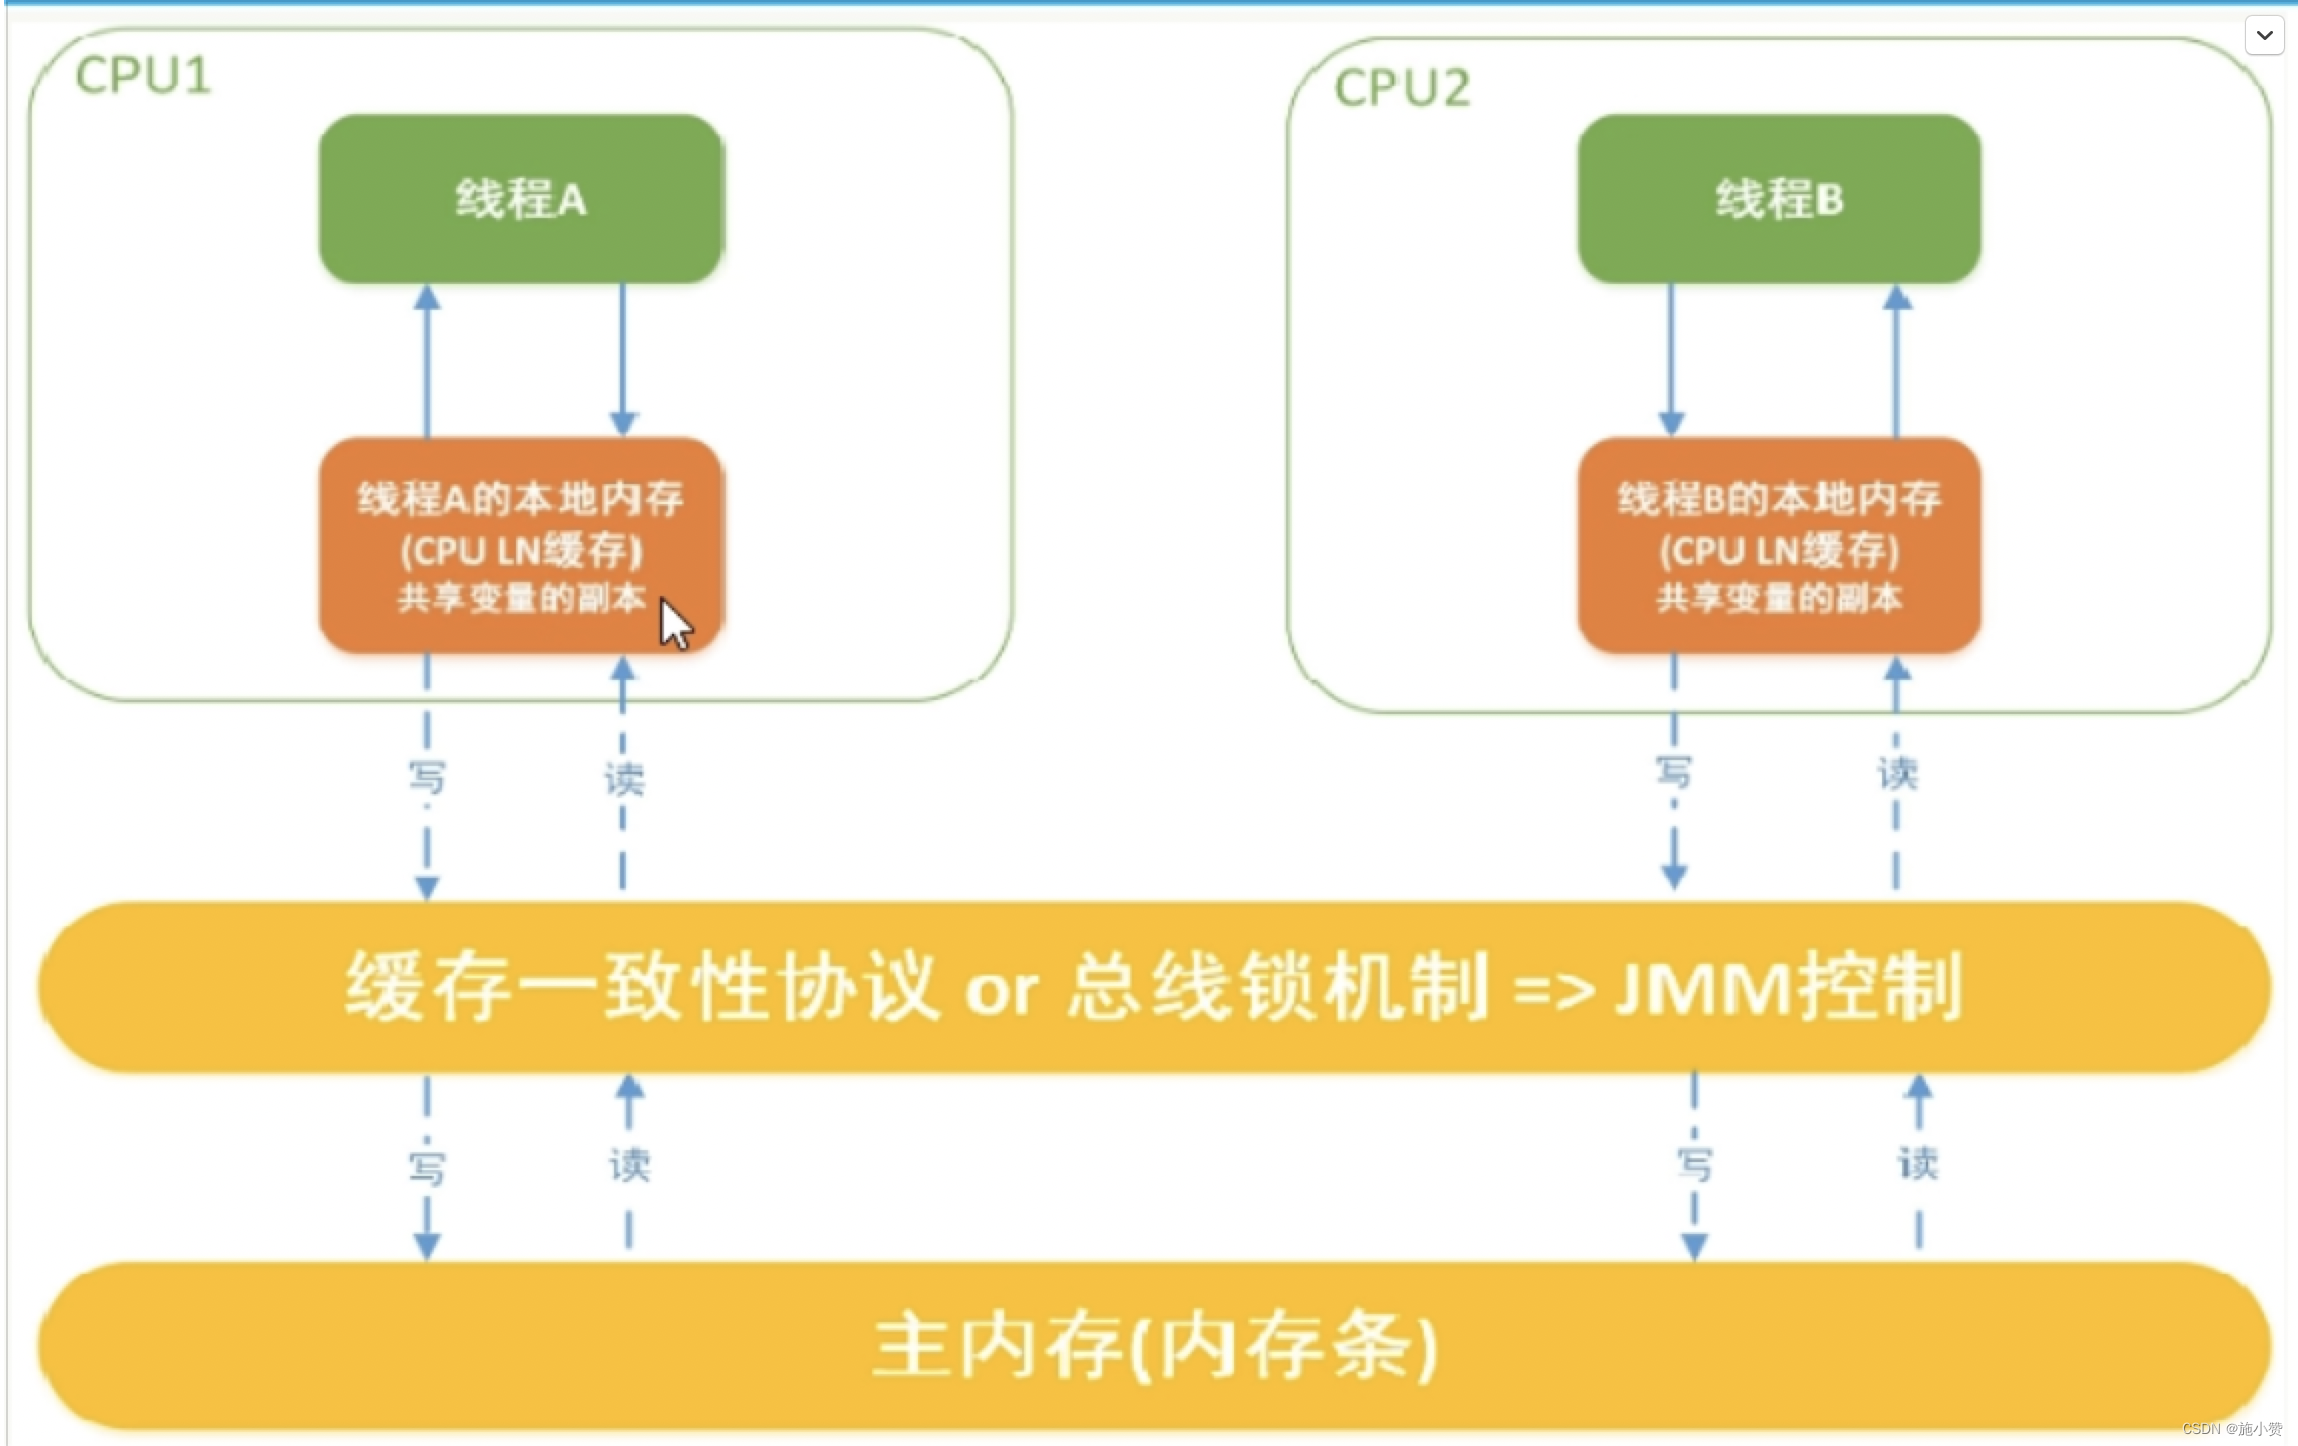 CPU1
CPU2
线程A
线程B
线程A的本地内存
(CPU LN缓存)
共享变量的副本
线程B的本地内存
(CPU LN缓存)
共享变量的副本
写
读
写
读
缓存一致性协议 or 总线锁机制 => JMM控制
写
读
写
读
主内存(内存条)
CSDN @施小赞